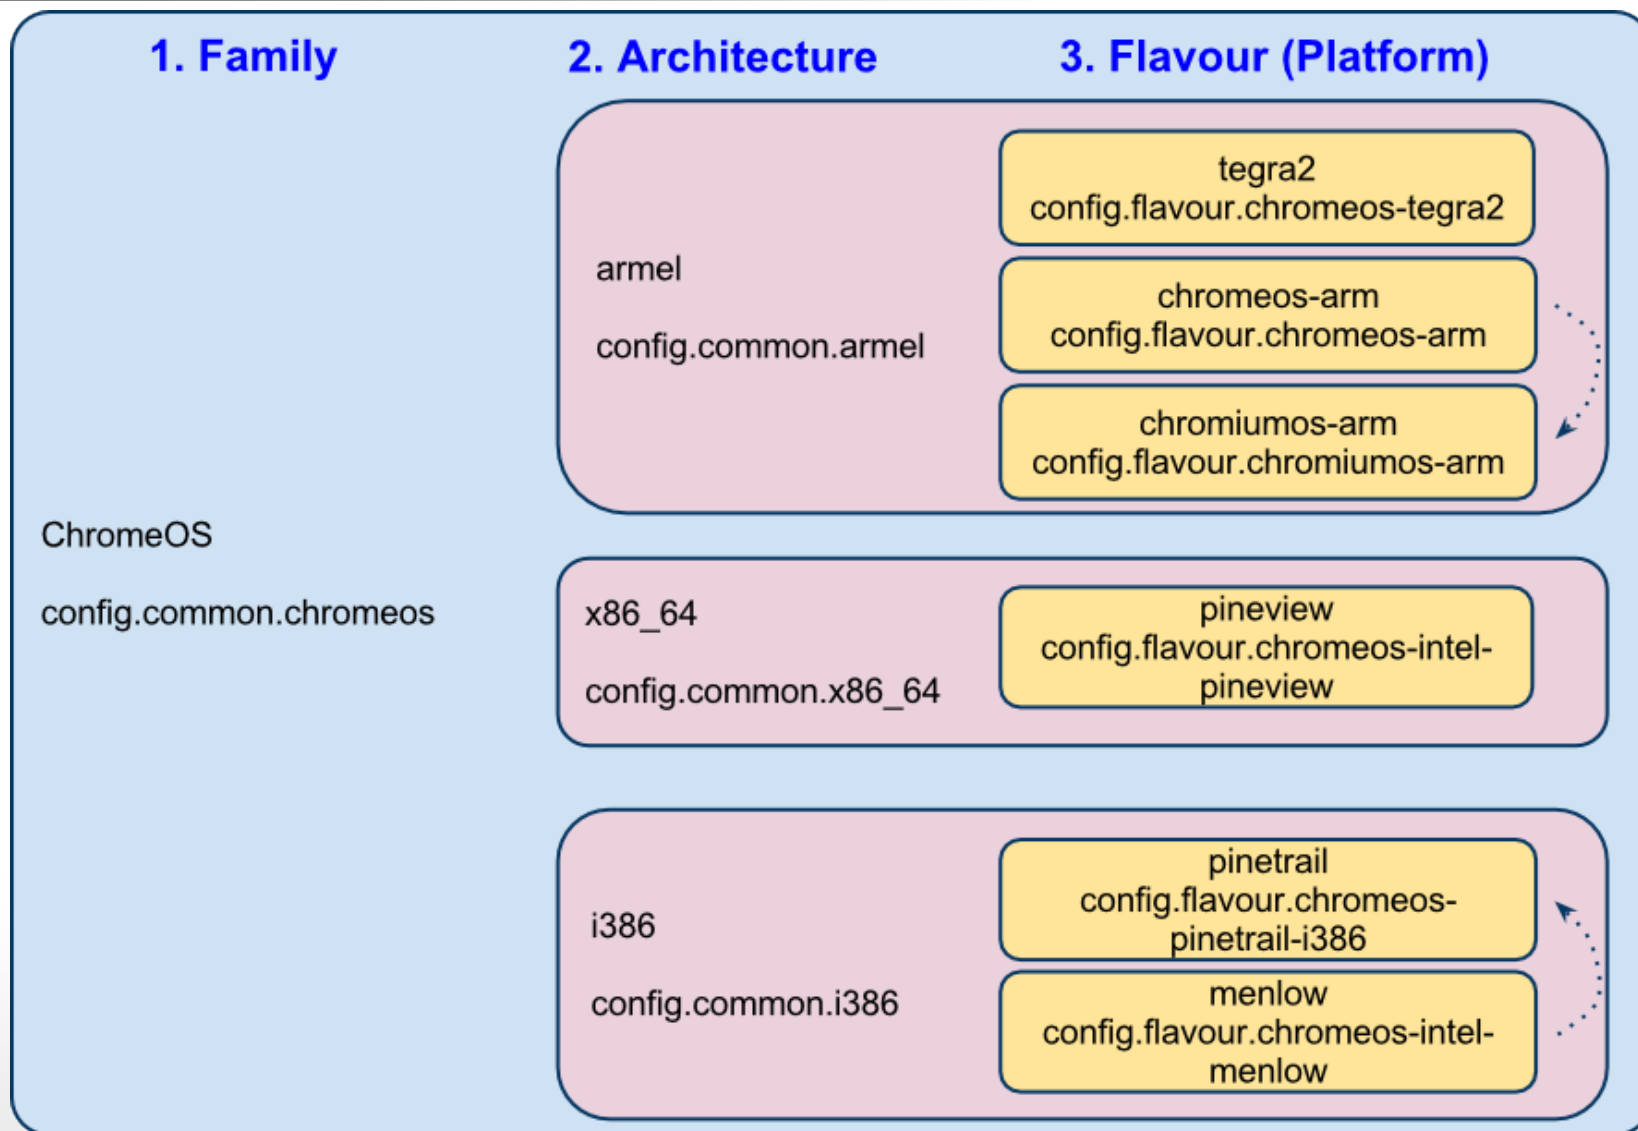 1. Family
2. Architecture
3. Flavour (Platform)
ChromeOS
config.common.chromeos
armel
config.common.armel
tegra2
config.flavour.chromeos-tegra2
chromeos-arm
config.flavour.chromeos-arm
chromiumos-arm
config.flavour.chromiumos-arm
x86_64
config.common.x86_64
pineview
config.flavour.chromeos-intel-
pineview
i386
config.common.i386
pinetrail
config.flavour.chromeos-
pinetrail-i386
menlow
config.flavour.chromeos-intel-
menlow